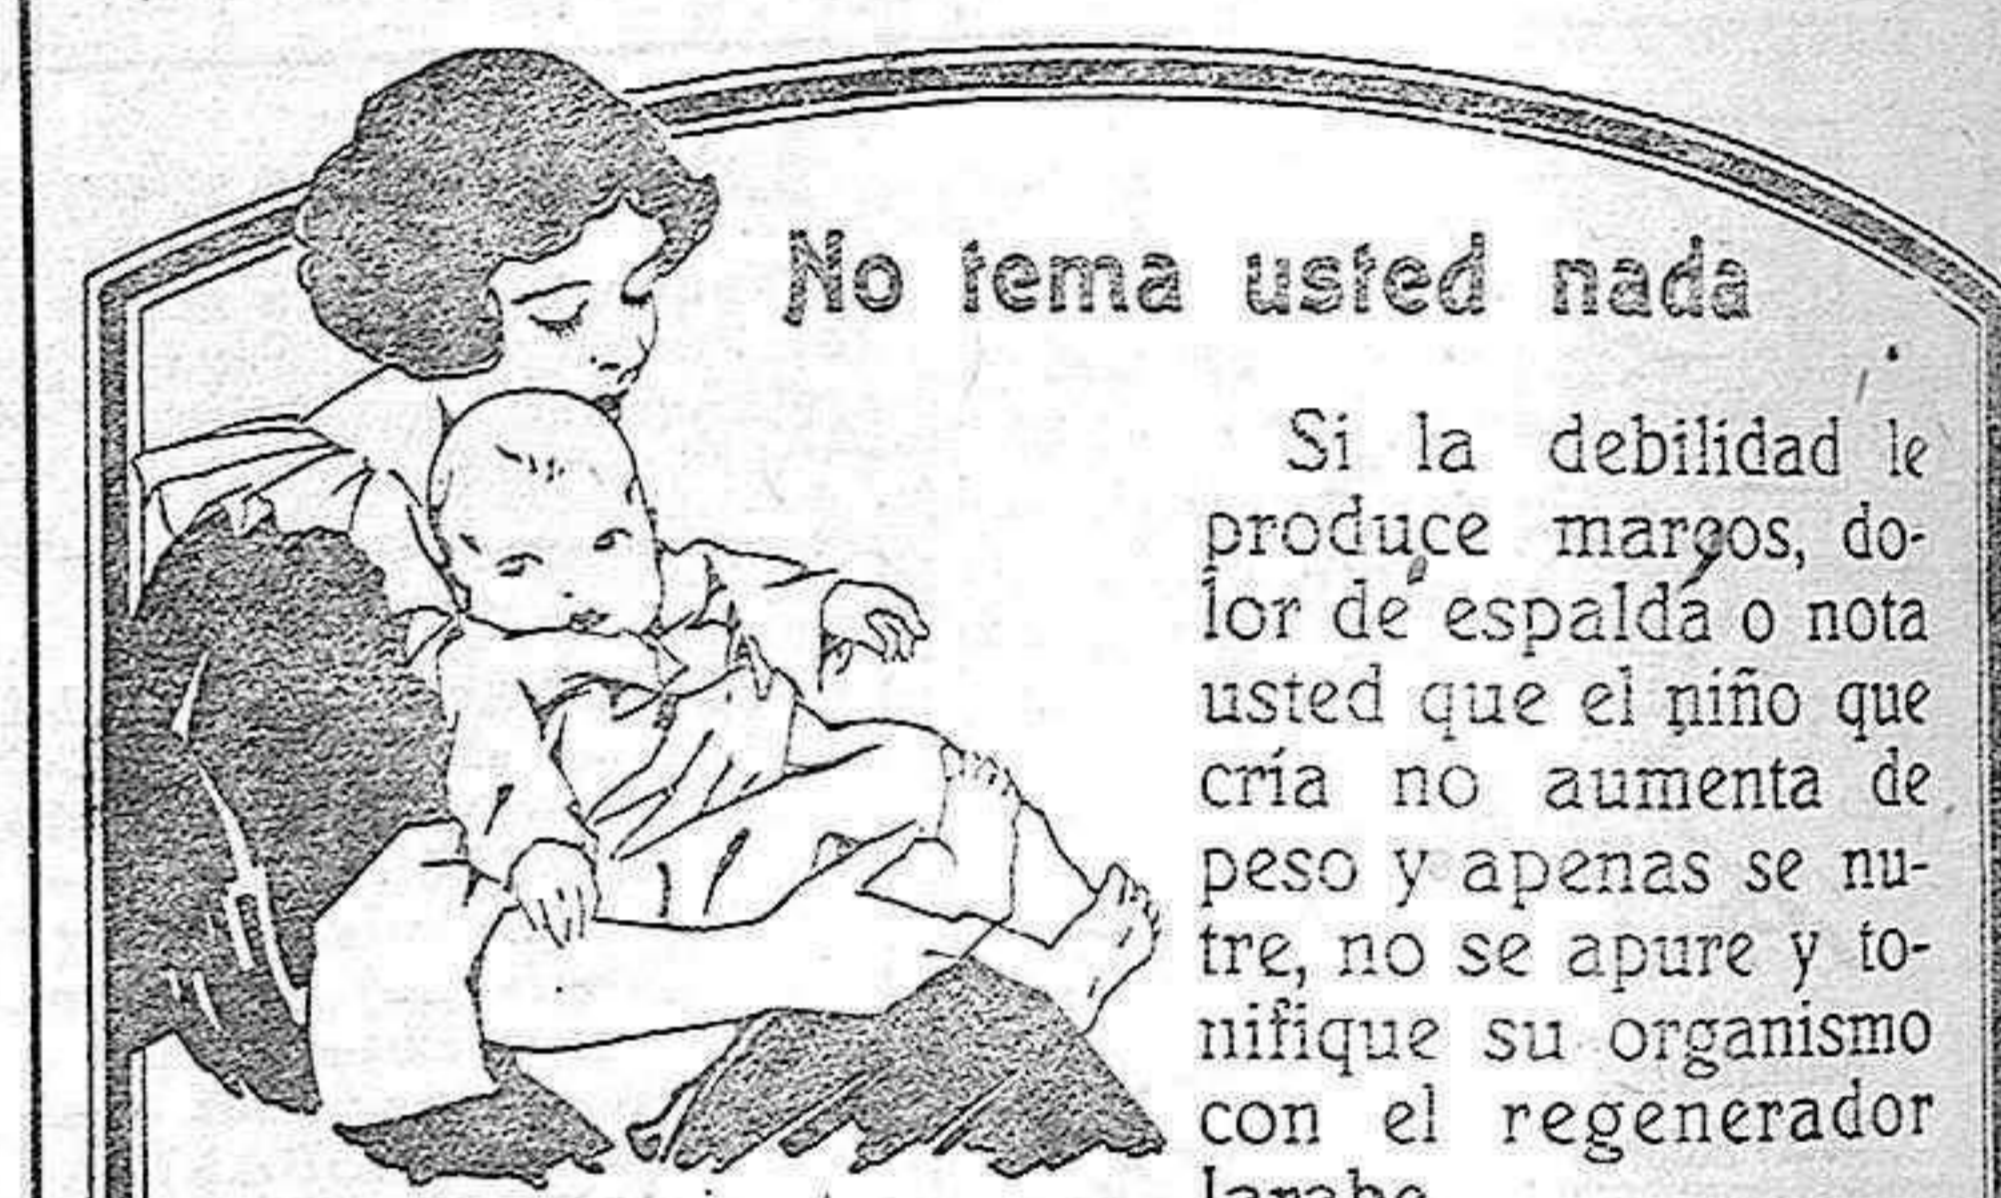 No tema usted nada
Si la debilidad le
produce mareos, do-
lor de espalda o nota
usted que el niño que
cría no aumenta de
peso y apenas se nu-
tre, no se apure y to-
nifique su organismo
con el regenerador
Jarabe